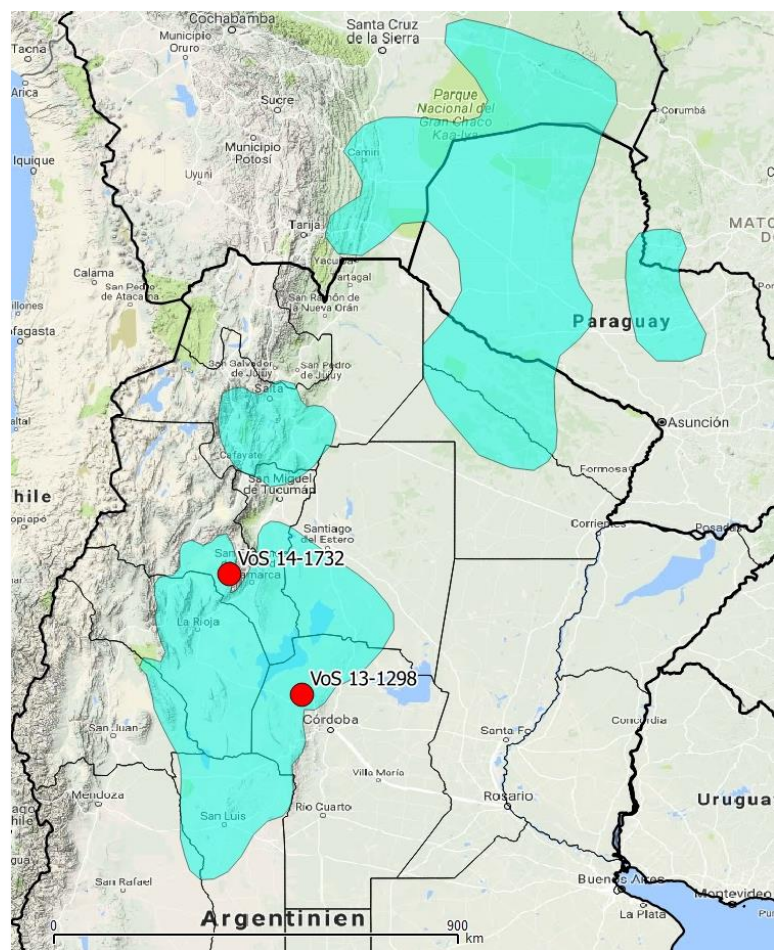 Cochabamba
Santa Cruz
de la Sierra
Tacna
Municipio
Oruro
Arica
Parque
Nacional del
Gran Chaco
Kaa-Iya
Corumbá
Sucre
Municipio
Potosí
Camiri
Iquique
Uyuni
Tarija
MATO
Yacuiba
Tartagal
Calama
San Pedro
de Atacama
San Ramón de
la Nueva Orán
Paraguay
San Salvador
de Jujuy
San Pedro
de Jujuy
Salta
Asunción
Cafayate
San Miguel
de Tucumán
Formosa
hile
opiapo
Corrientes
Posadas
Santiago
del Estero
VoS 14-1732
La Rioja
VoS 13-1298
Córdoba
San Juan
Santa Fe
Concordia
Villa María
Mendoza
Río Cuarto
Rosario
San Luis
Uruguay
San Rafael
Buenos Aires
Montevideo
La Plata
Argentinien
0
900
km